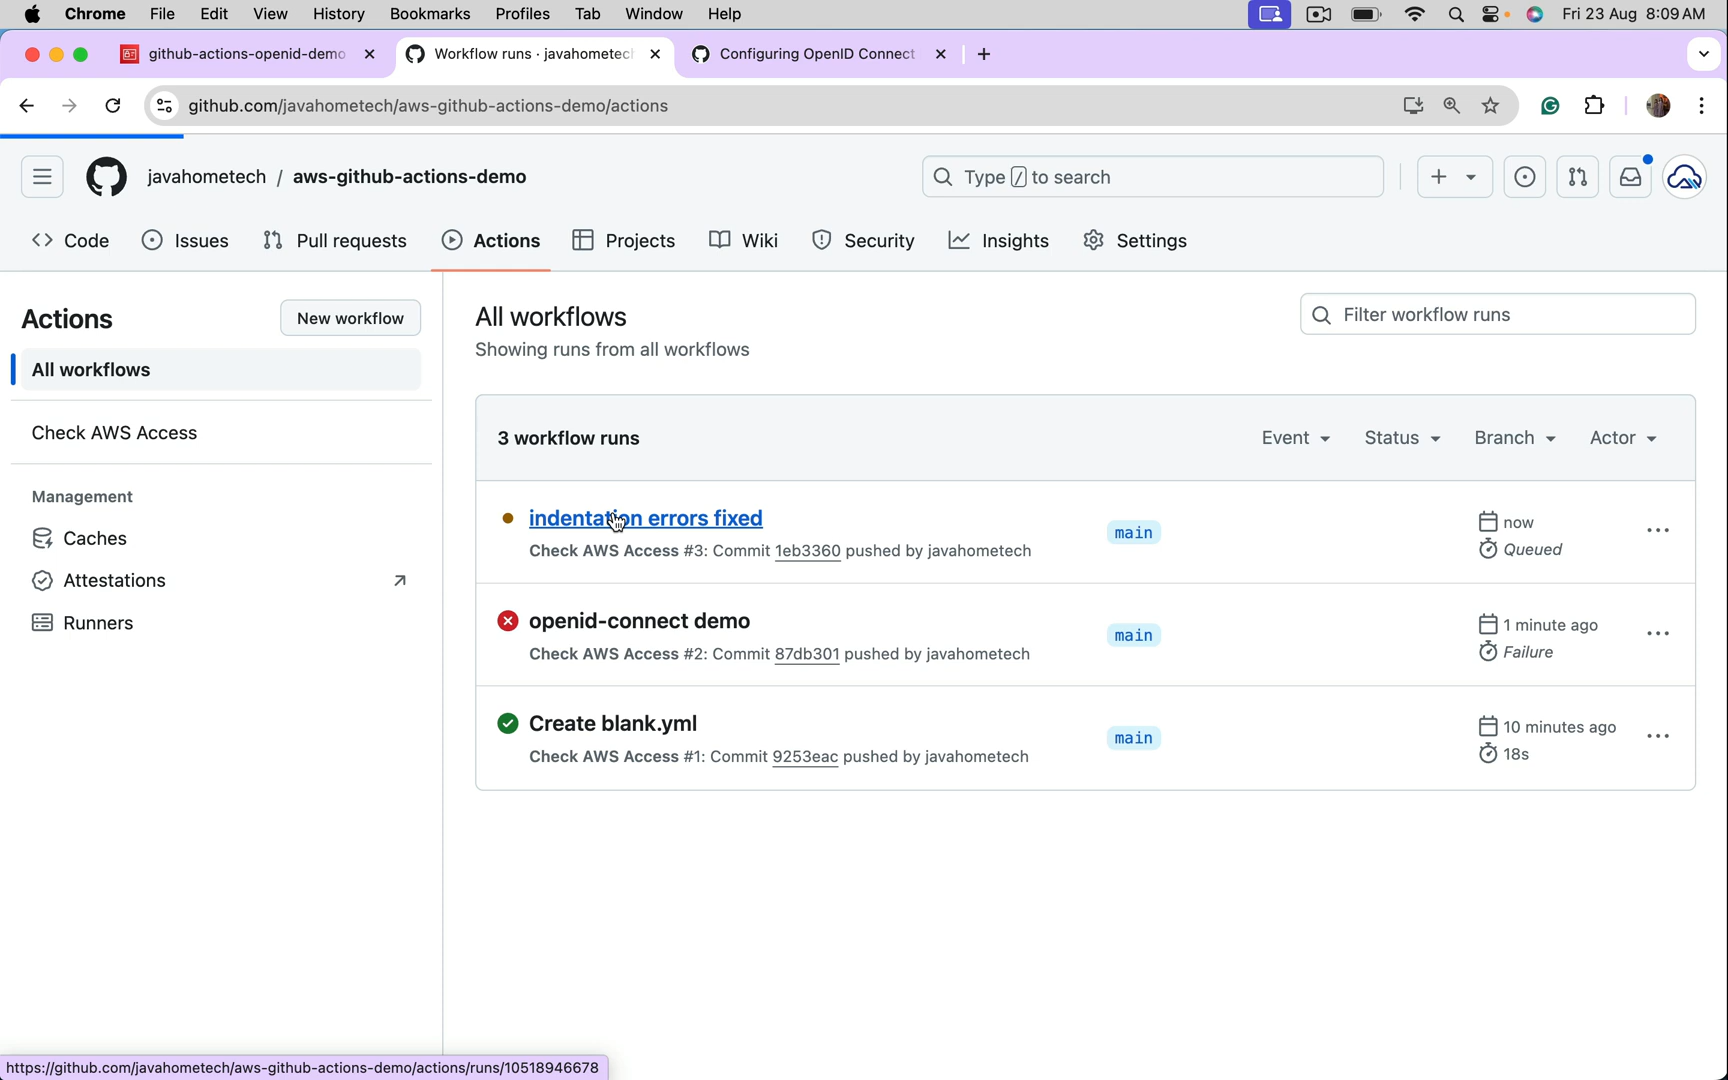 Chrome File Edit View History Bookmarks Profiles Tab Window Help Fri 23 Aug 8:09 AM
github-actions-openid-demo Workflow runs · javahometec Configuring OpenID Connect
github.com/javahometech/aws-github-actions-demo/actions
javahometech / aws-github-actions-demo Type / to search
Code Issues Pull requests Actions Projects Wiki Security Insights Settings
Actions New workflow
All workflows
Check AWS Access
Management
Caches
Attestations
Runners
All workflows
Showing runs from all workflows
Filter workflow runs
3 workflow runs Event Status Branch Actor
indentation errors fixed
Check AWS Access #3: Commit 1eb3360 pushed by javahometech
main
now
Queued
openid-connect demo
Check AWS Access #2: Commit 87db301 pushed by javahometech
main
1 minute ago
Failure
Create blank.yml
Check AWS Access #1: Commit 9253eac pushed by javahometech
main
10 minutes ago
18s
https://github.com/javahometech/aws-github-actions-demo/actions/runs/10518946678